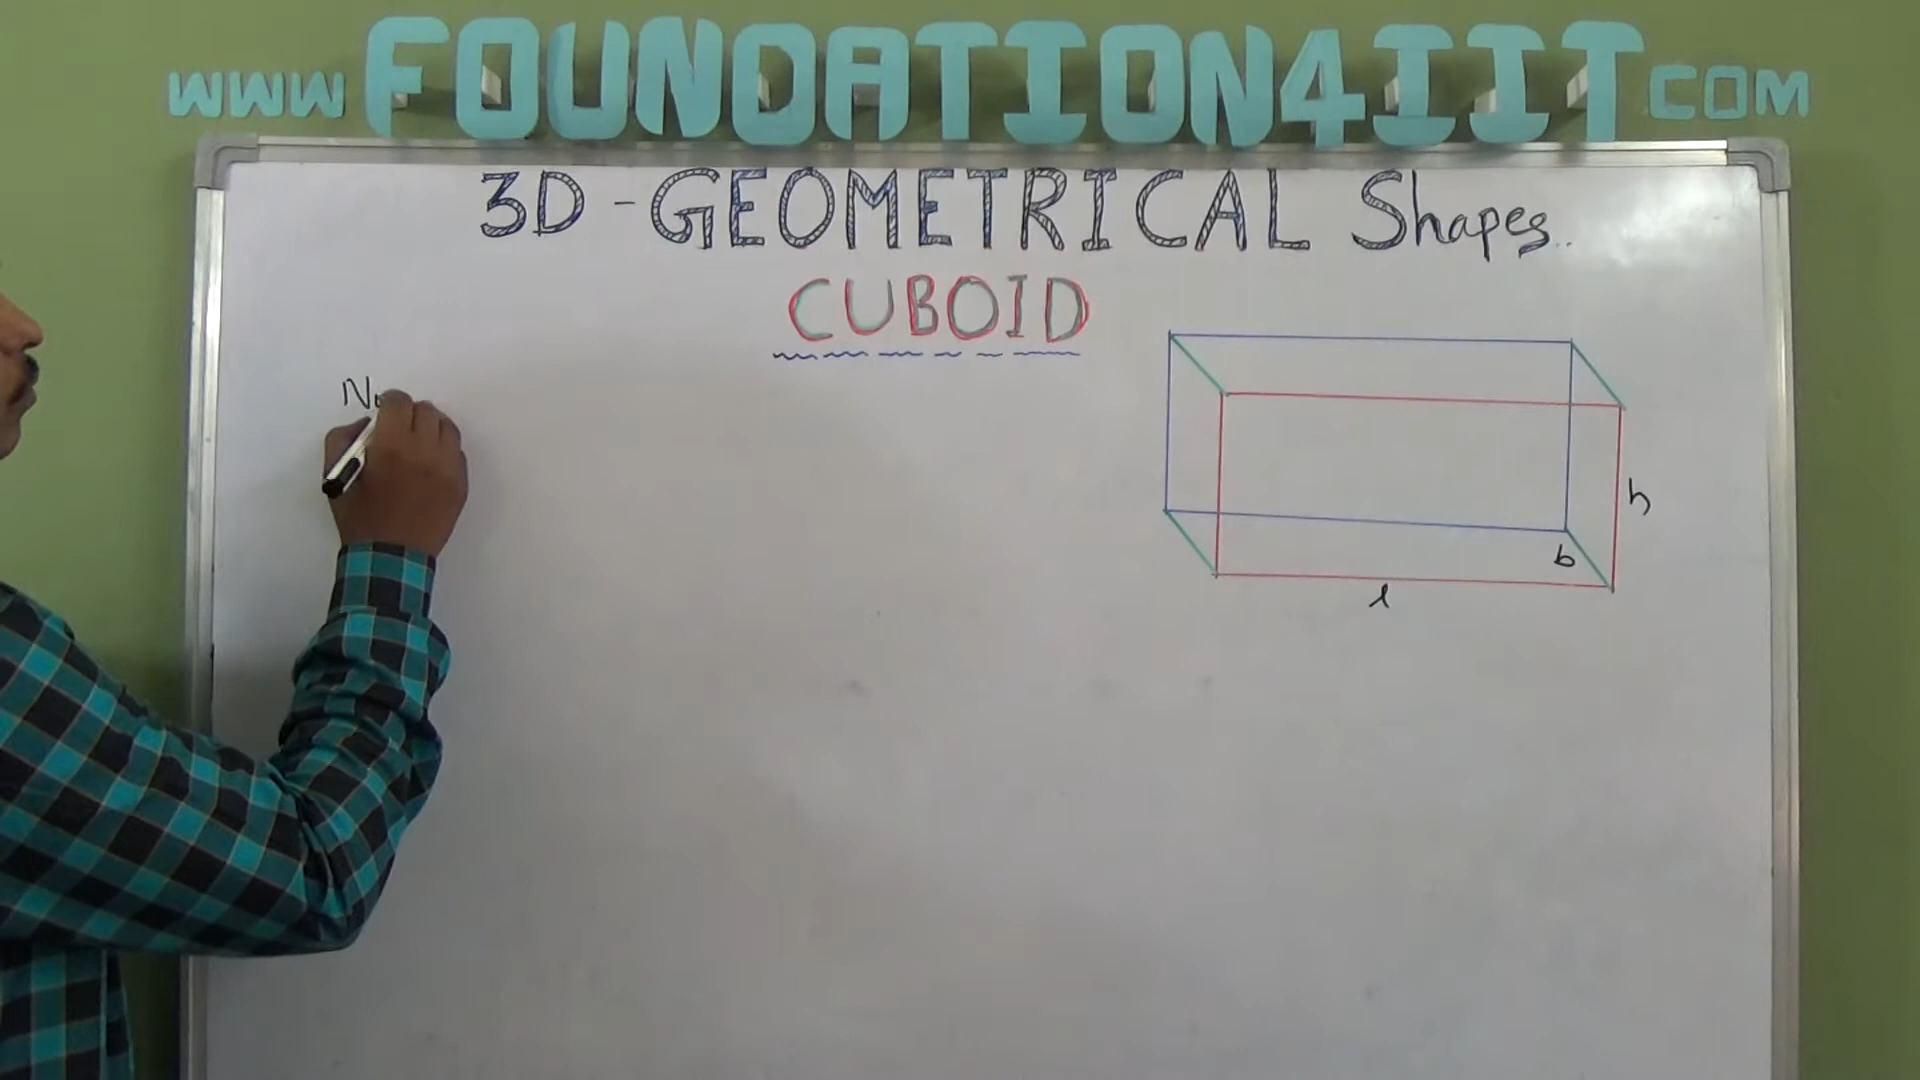 WWW FOUNDATION4IIT COM
3D - GEOMETRICAL Shapes..
CUBOID
h
b
l